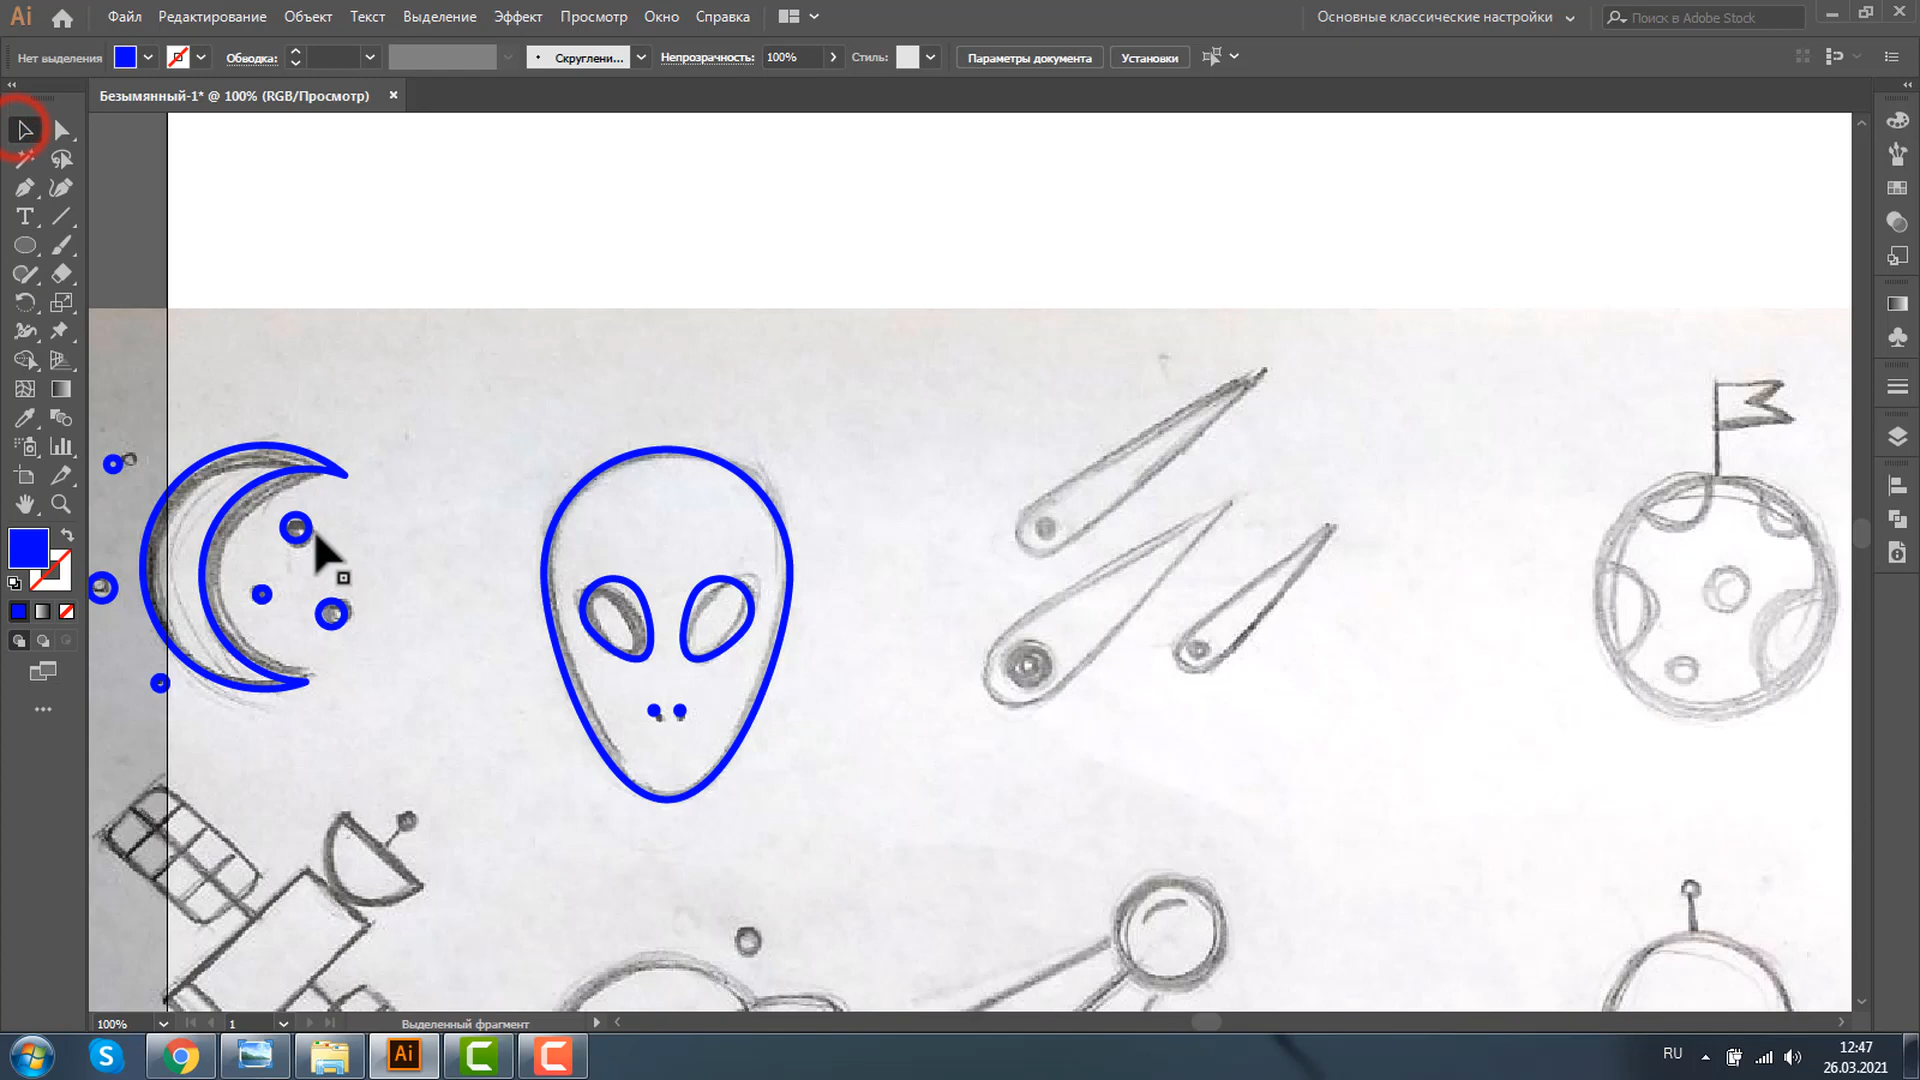 Ai Файл Редактирование Объект Текст Выделение Эффект Просмотр Окно Справка Основные классические настройки Поиск в Adobe Stock
Нет выделения Обводка: Скруглени... Непрозрачность: 100% Стиль: Параметры документа Установки
Безымянный-1* @ 100% (RGB/Просмотр)
100% 1 Выделенный фрагмент
Ai RU 12:47
26.03.2021